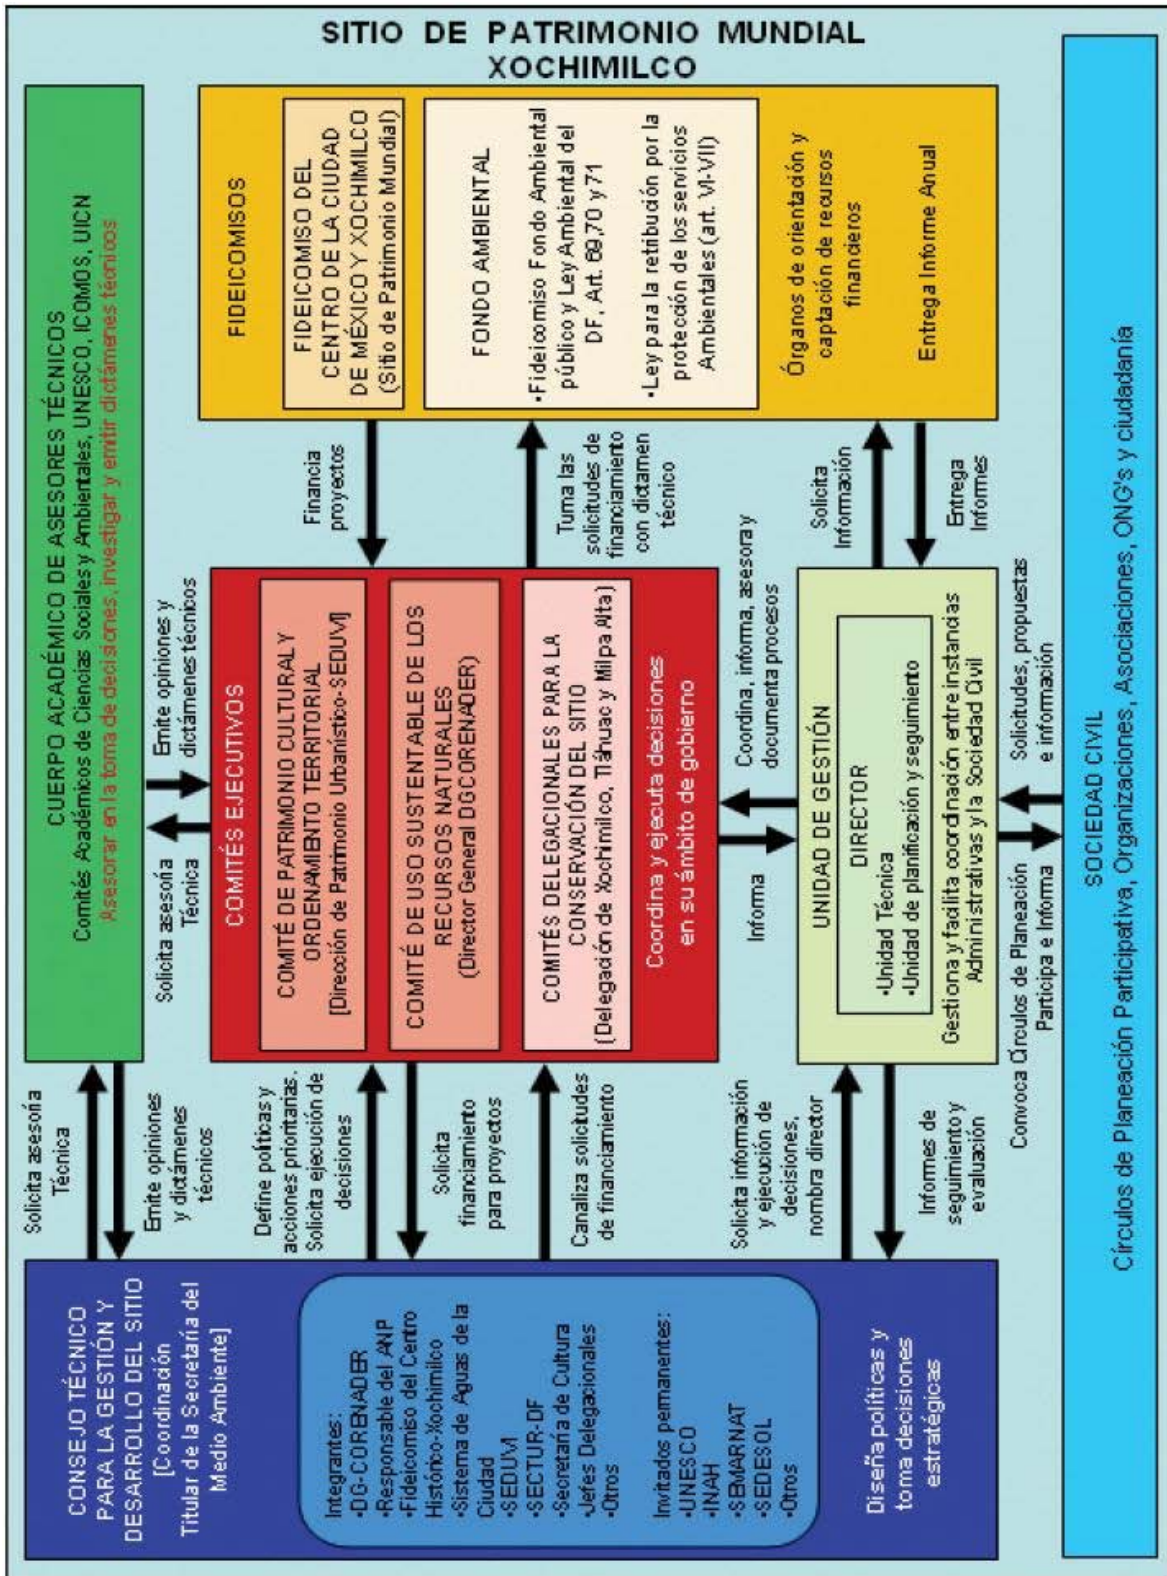 SITIO DE PATRIMONIO MUNDIAL
XOCHIMILCO
CUERPO ACADÉMICO DE ASESORES TÉCNICOS
Comités Académicos de Ciencias Sociales y Ambientales, UNESCO, ICOMOS, UICN
Asesorar en la toma de decisiones, investigar y emitir dictámenes técnicos
Solicita asesoría
Técnica
Emite opiniones
y dictámenes
técnicos
Solicita asesoría
Técnica
Emite opiniones y
dictámenes técnicos
CONSEJO TÉCNICO
PARA LA GESTIÓN Y
DESARROLLO DEL SITIO
[Coordinación
Titular de la Secretaría del
Medio Ambiente]
Integrantes:
•DG-CORENADER
•Responsable del ANP
•Fideicomiso del Centro
Histórico-Xochimilco
•Sistema de Aguas de la
Ciudad
•SEDUVI
•SECTUR-DF
•Secretaría de Cultura
•Jefes Delegacionales
•Otros
Invitados permanentes:
•UNESCO
•INAH
•SEMARNAT
•SEDESOL
•Otros
Diseña políticas y
toma decisiones
estratégicas
Define políticas y
acciones prioritarias.
Solicita ejecución de
decisiones
Solicita
financiamiento
para proyectos
Canaliza solicitudes
de financiamiento
Solicita información
y ejecución de
decisiones,
nombra director
Informes de
seguimiento y
evaluación
COMITÉS EJECUTIVOS
COMITÉ DE PATRIMONIO CULTURAL Y
ORDENAMIENTO TERRITORIAL
[Dirección de Patrimonio Urbanístico-SEDUVI]
COMITÉ DE USO SUSTENTABLE DE LOS
RECURSOS NATURALES
(Director General DGCORENADER)
COMITÉS DELEGACIONALES PARA LA
CONSERVACIÓN DEL SITIO
(Delegación de Xochimilco, Tláhuac y Milpa Alta)
Coordina y ejecuta decisiones
en su ámbito de gobierno
Financia
proyectos
Turna las
solicitudes de
financiamiento
con dictamen
técnico
FIDEICOMISOS
FIDEICOMISO DEL
CENTRO DE LA CIUDAD
DE MÉXICO Y XOCHIMILCO
(Sitio de Patrimonio Mundial)
FONDO AMBIENTAL
•Fideicomiso Fondo Ambiental
público y Ley Ambiental del
DF, Art. 69,70 y 71
•Ley para la retribución por la
protección de los servicios
Ambientales (art. VI-VII)
Órganos de orientación y
captación de recursos
financieros
Entrega Informe Anual
Informa
Coordina, informa, asesora y
documenta procesos
UNIDAD DE GESTIÓN
DIRECTOR
•Unidad Técnica
•Unidad de planificación y seguimiento
Gestiona y facilita coordinación entre instancias
Administrativas y la Sociedad Civil
Solicita
Información
Entrega
Informes
Convoca Círculos de Planeación
Participa e Informa
Solicitudes, propuestas
e información
SOCIEDAD CIVIL
Círculos de Planeación Participativa, Organizaciones, Asociaciones, ONG's y ciudadanía